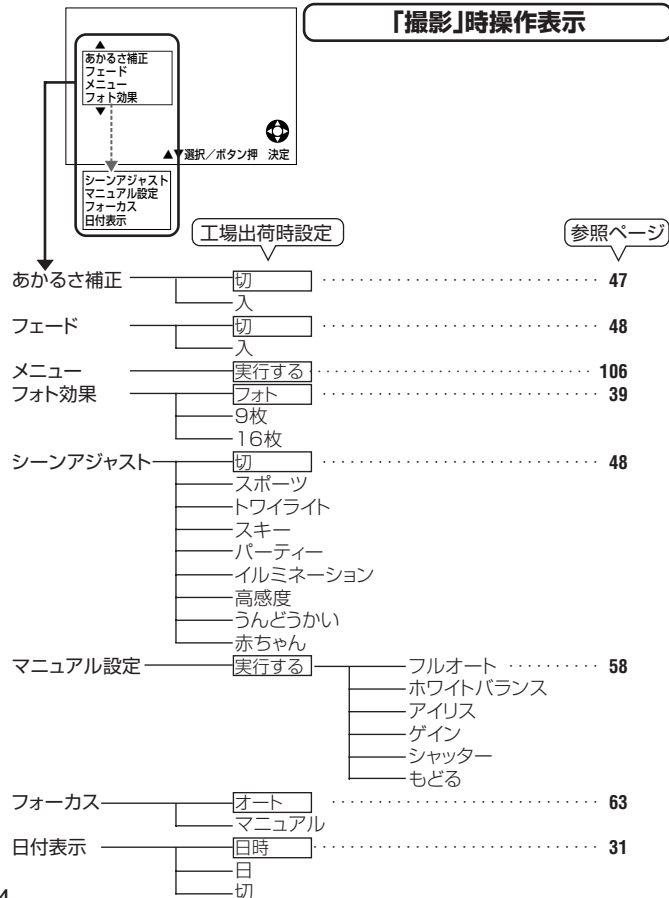 「撮影」時操作表示
▲
あかるさ補正
フェード
メニュー
フォト効果
▼
▲▼選択／ボタン押 決定
シーンアジャスト
マニュアル設定
フォーカス
日付表示
工場出荷時設定 参照ページ
あかるさ補正 切 47
入
フェード 切 48
入
メニュー 実行する 106
フォト効果 フォト 39
9枚
16枚
シーンアジャスト 切 48
スポーツ
トワイライト
スキー
パーティー
イルミネーション
高感度
うんどうかい
赤ちゃん
マニュアル設定 実行する フルオート 58
ホワイトバランス
アイリス
ゲイン
シャッター
もどる
フォーカス オート 63
マニュアル
日付表示 日時 31
日
切